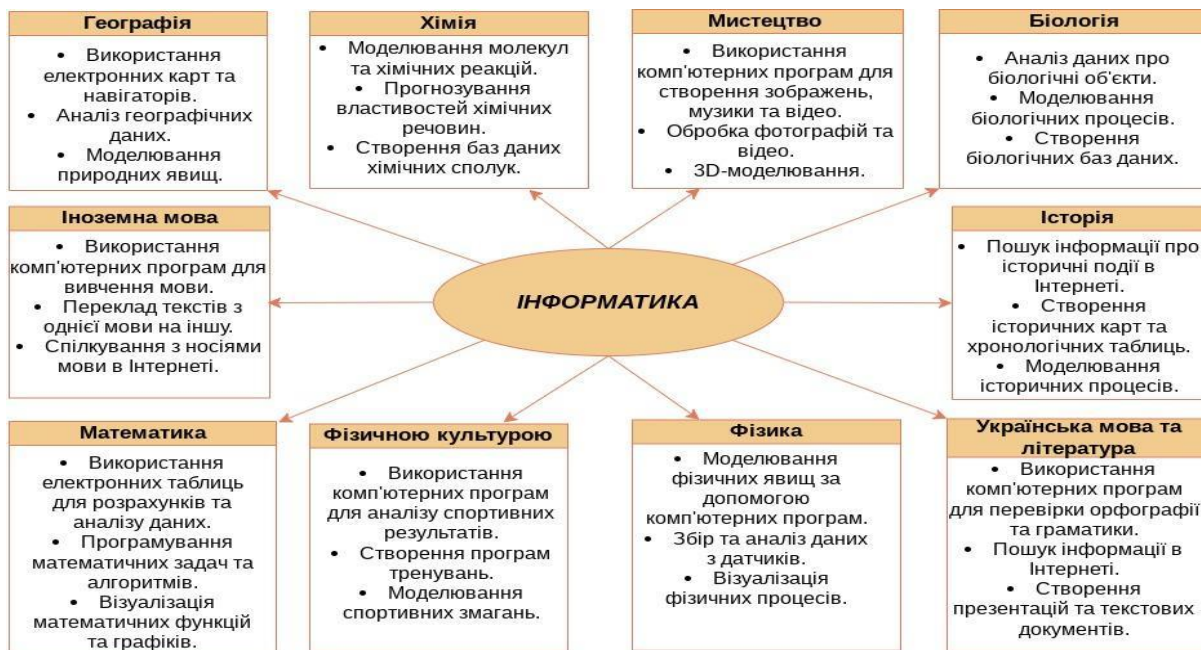 Географія
• Використання
електронних карт та
навігаторів.
• Аналіз географічних
даних.
• Моделювання
природних явищ.
Хімія
• Моделювання молекул
та хімічних реакцій.
• Прогнозування
властивостей хімічних
речовин.
• Створення баз даних
хімічних сполук.
Мистецтво
• Використання
комп'ютерних програм для
створення зображень,
музики та відео.
• Обробка фотографій та
відео.
• 3D-моделювання.
Біологія
• Аналіз даних про
біологічні об'єкти.
• Моделювання
біологічних процесів.
• Створення
біологічних баз даних.
Іноземна мова
• Використання
комп'ютерних програм для
вивчення мови.
• Переклад текстів з
однієї мови на іншу.
• Спілкування з носіями
мови в Інтернеті.
ІНФОРМАТИКА
Історія
• Пошук інформації про
історичні події в
Інтернеті.
• Створення
історичних карт та
хронологічних таблиць.
• Моделювання
історичних процесів.
Математика
• Використання
електронних таблиць
для розрахунків та
аналізу даних.
• Програмування
математичних задач та
алгоритмів.
• Візуалізація
математичних функцій
та графіків.
Фізичною культурою
• Використання
комп'ютерних програм
для аналізу спортивних
результатів.
• Створення програм
тренувань.
• Моделювання
спортивних змагань.
Фізика
• Моделювання
фізичних явищ за
допомогою
комп'ютерних програм.
• Збір та аналіз даних
з датчиків.
• Візуалізація
фізичних процесів.
Українська мова та
література
• Використання
комп'ютерних програм
для перевірки орфографії
та граматики.
• Пошук інформації в
Інтернеті.
• Створення
презентацій та текстових
документів.